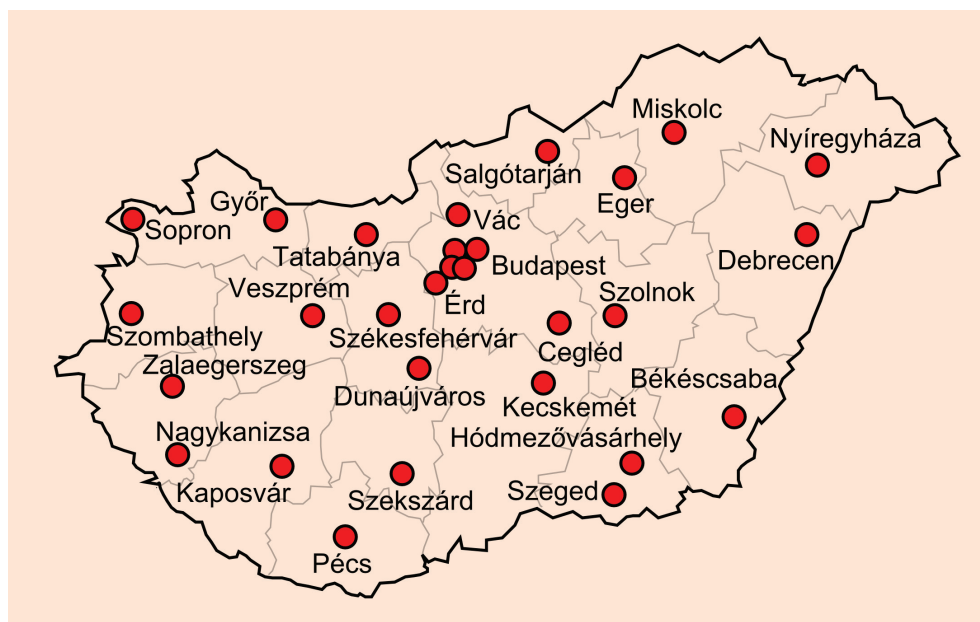 Miskolc
Nyíregyháza
Salgótarján
Eger
Győr
Vác
Sopron
Tatabánya
Debrecen
Budapest
Veszprém
Érd
Szolnok
Szombathely
Székesfehérvár
Cegléd
Zalaegerszeg
Békéscsaba
Dunaújváros
Kecskemét
Nagykanizsa
Hódmezővásárhely
Kaposvár
Szekszárd
Szeged
Pécs